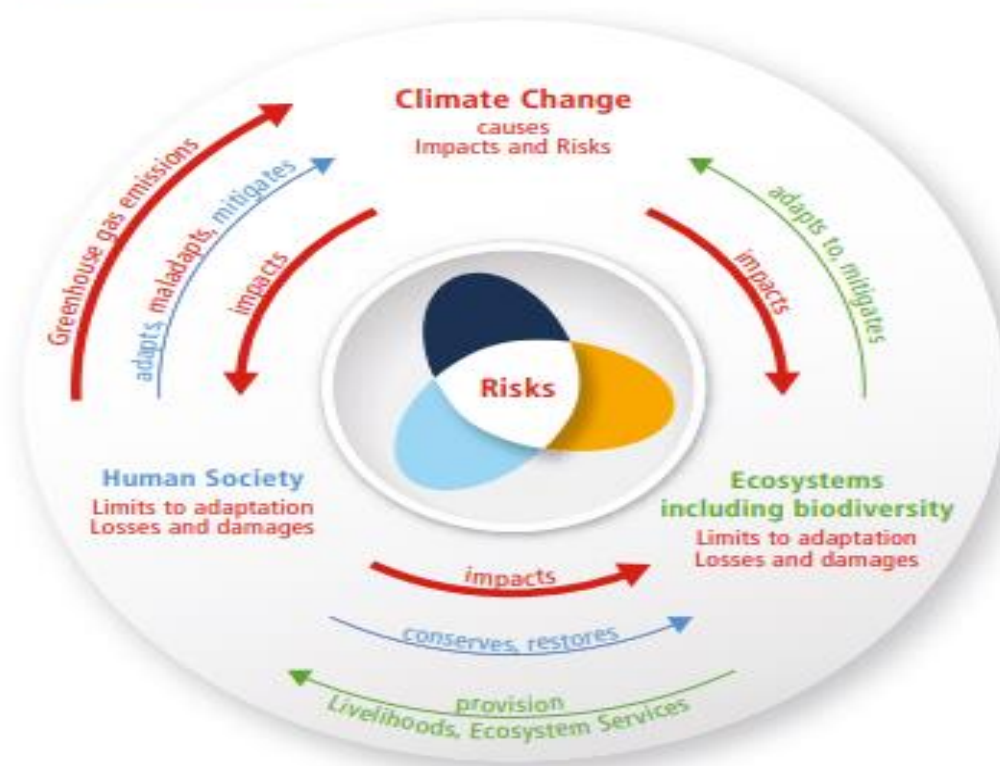 Climate Change
causes
Impacts and Risks
Greenhouse gas emissions
adapts, maladapts, mitigates
impacts
impacts
adapts to, mitigates
Risks
Human Society
Limits to adaptation
Losses and damages
Ecosystems
including biodiversity
Limits to adaptation
Losses and damages
impacts
conserves, restores
provision
Livelihoods, Ecosystem Services